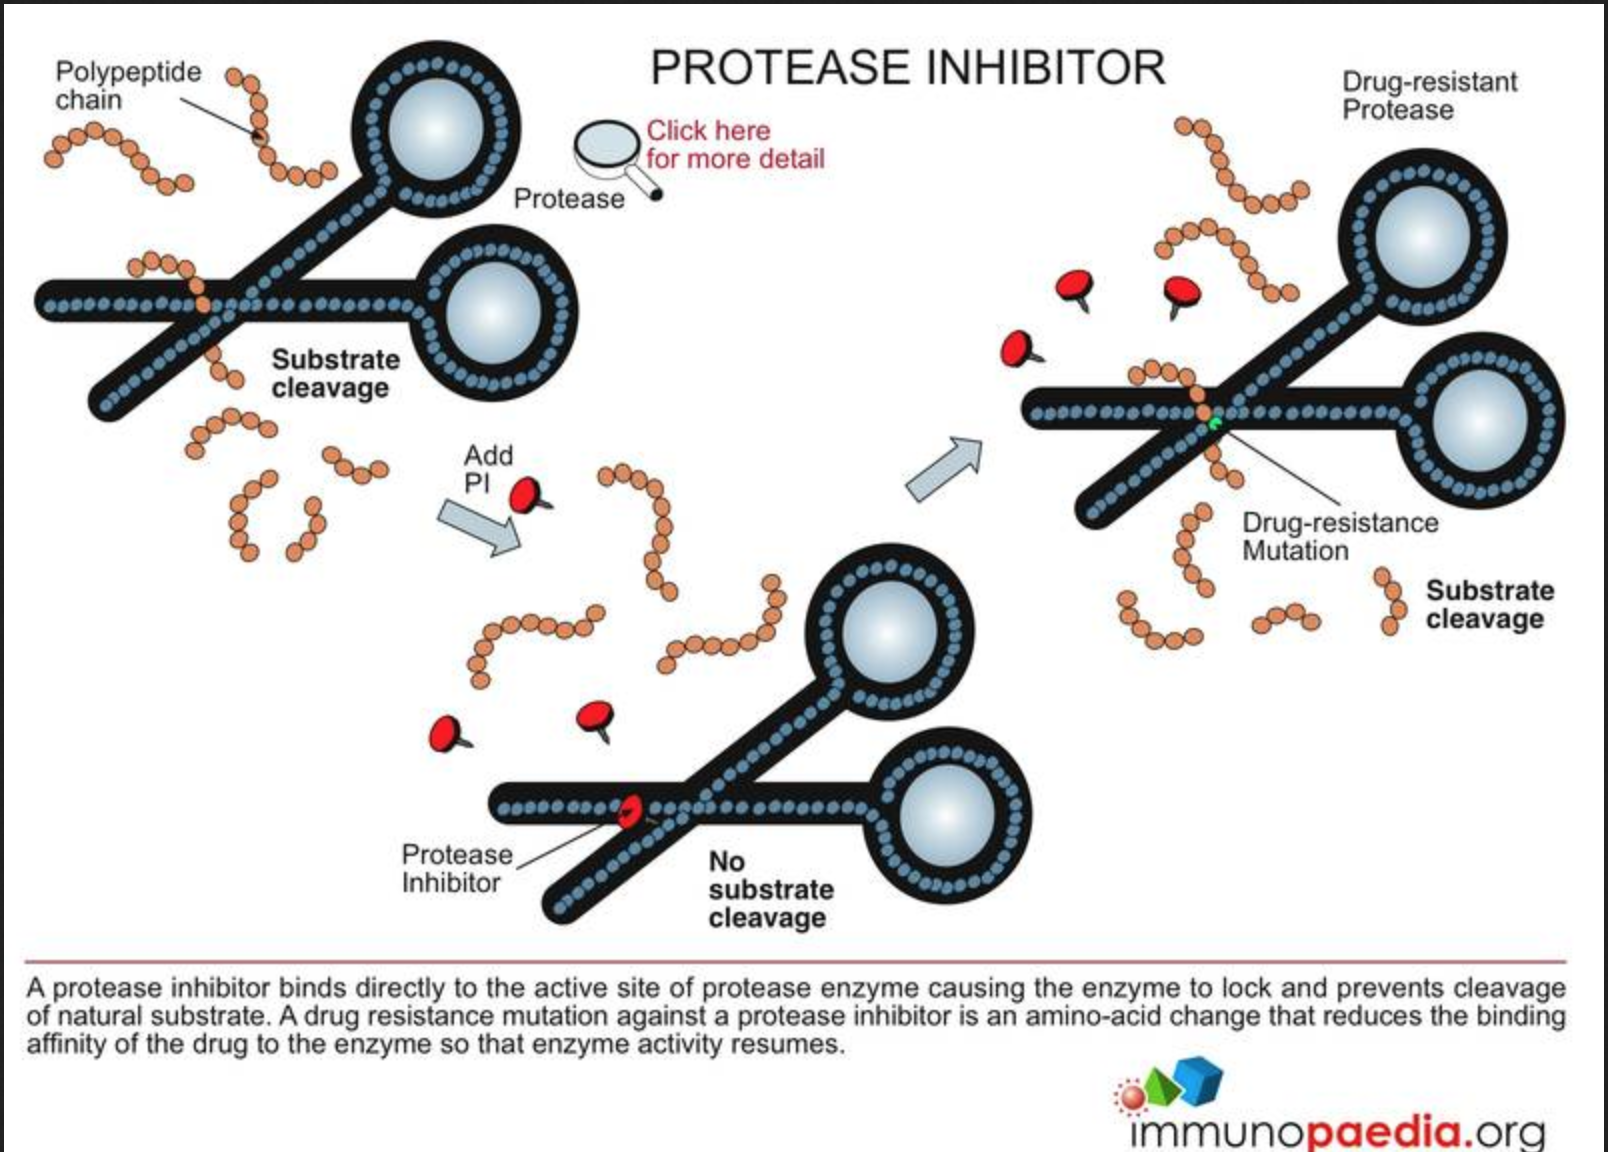 PROTEASE INHIBITOR
Polypeptide
chain
Click here
for more detail
Protease
Substrate
cleavage
Add
PI
Protease
Inhibitor
No
substrate
cleavage
Drug-resistant
Protease
Drug-resistance
Mutation
Substrate
cleavage
A protease inhibitor binds directly to the active site of protease enzyme causing the enzyme to lock and prevents cleavage
of natural substrate. A drug resistance mutation against a protease inhibitor is an amino-acid change that reduces the binding
affinity of the drug to the enzyme so that enzyme activity resumes.
immunopaedia.org